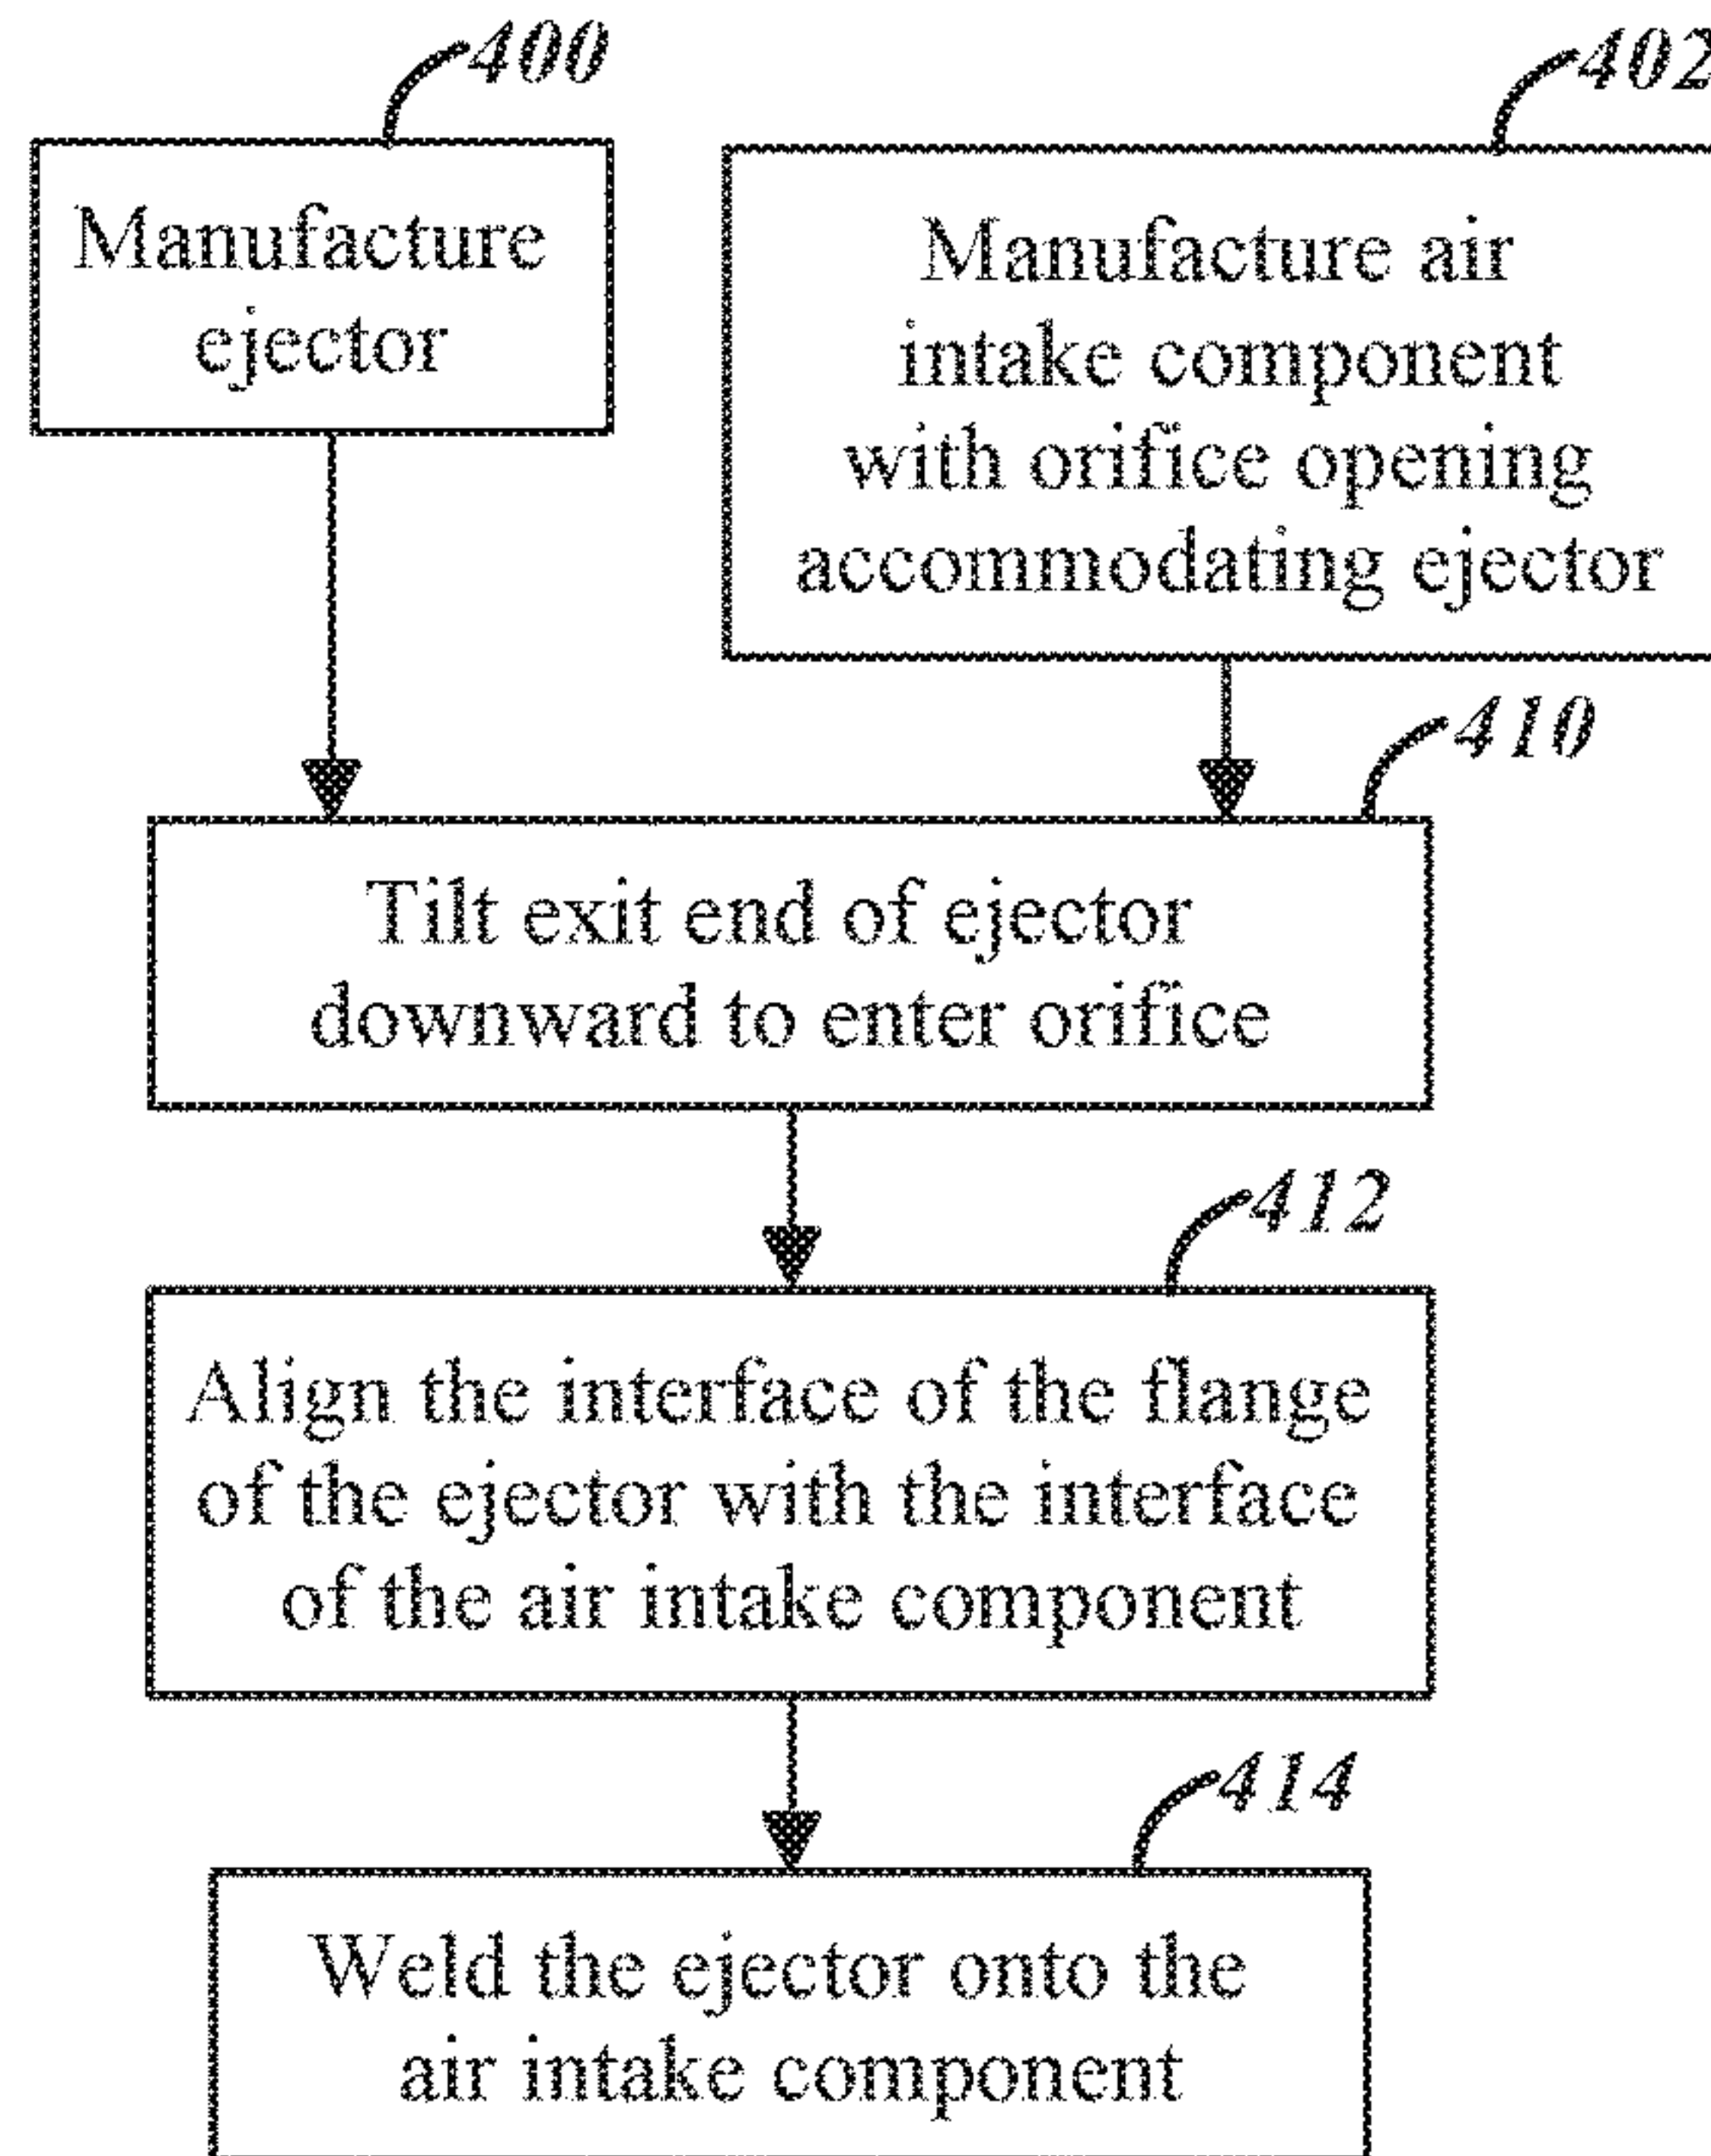 400
Manufacture
ejector
402
Manufacture air
intake component
with orifice opening
accommodating ejector
410
Tilt exit end of ejector
downward to enter orifice
412
Align the interface of the flange
of the ejector with the interface
of the air intake component
414
Weld the ejector onto the
air intake component